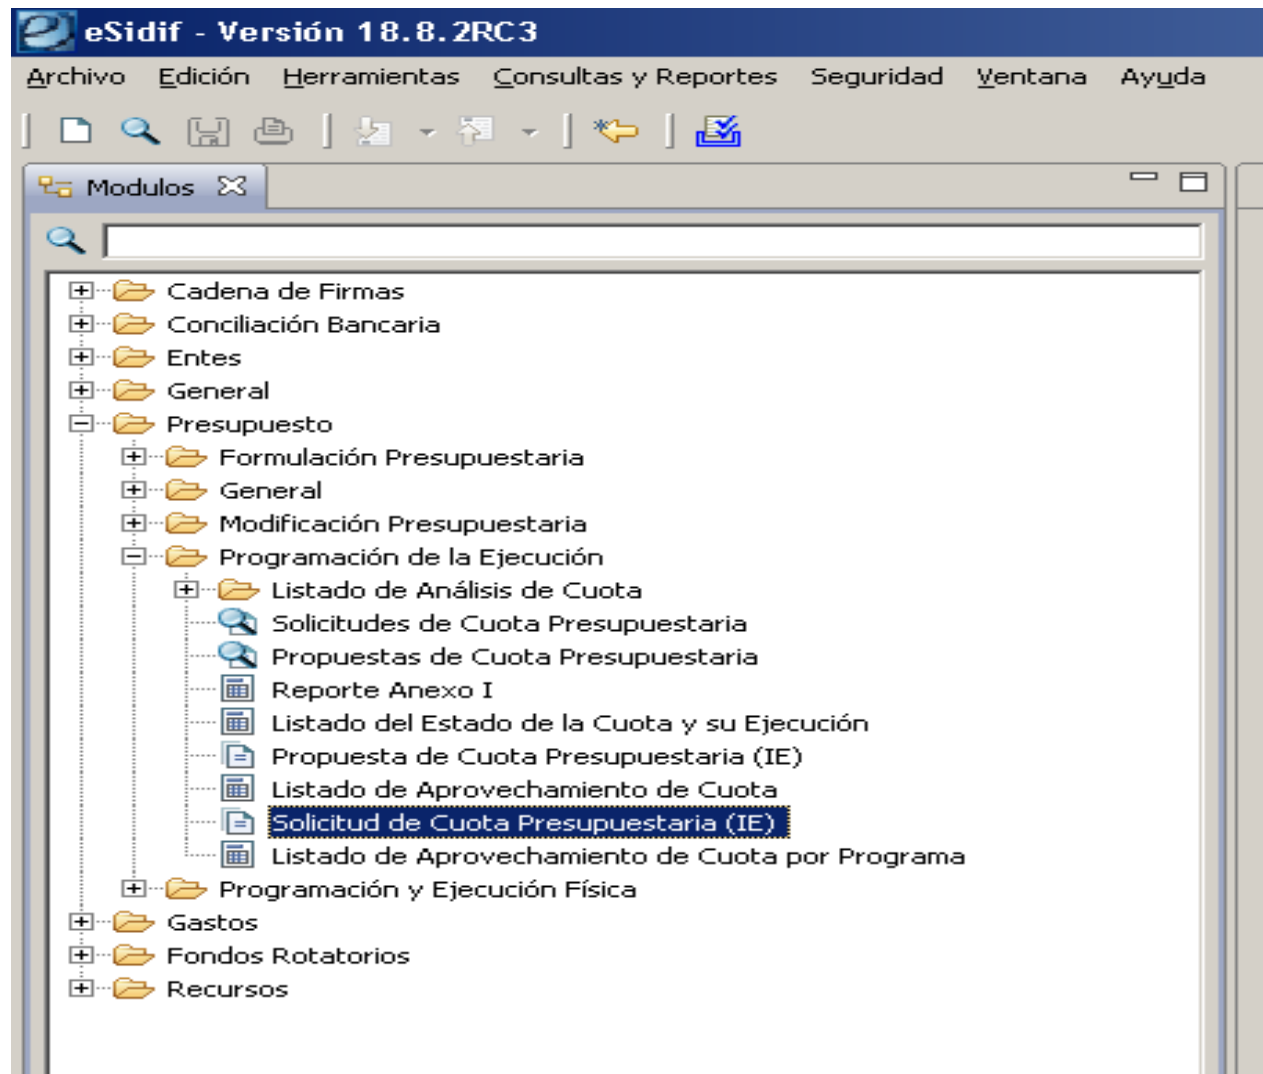 eSidif - Versión 18.8.2RC3
Archivo Edición Herramientas Consultas y Reportes Seguridad Ventana Ayuda
Modulos
Cadena de Firmas
Conciliación Bancaria
Entes
General
Presupuesto
Formulación Presupuestaria
General
Modificación Presupuestaria
Programación de la Ejecución
Listado de Análisis de Cuota
Solicitudes de Cuota Presupuestaria
Propuestas de Cuota Presupuestaria
Reporte Anexo I
Listado del Estado de la Cuota y su Ejecución
Propuesta de Cuota Presupuestaria (IE)
Listado de Aprovechamiento de Cuota
Solicitud de Cuota Presupuestaria (IE)
Listado de Aprovechamiento de Cuota por Programa
Programación y Ejecución Física
Gastos
Fondos Rotatorios
Recursos